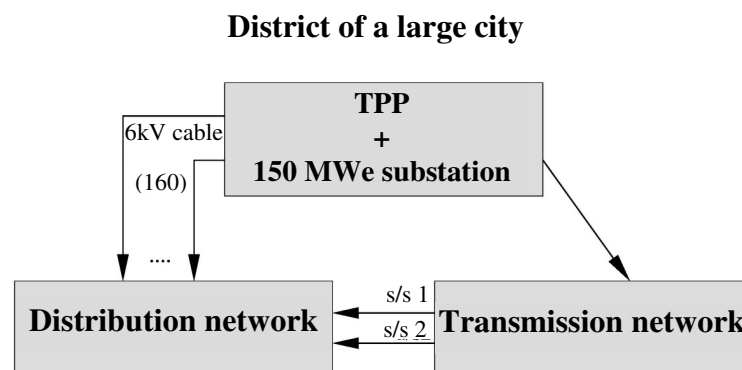 District of a large city
TPP
+
150 MWe substation
6kV cable
(160)
....
s/s 1
s/s 2
Distribution network
Transmission network